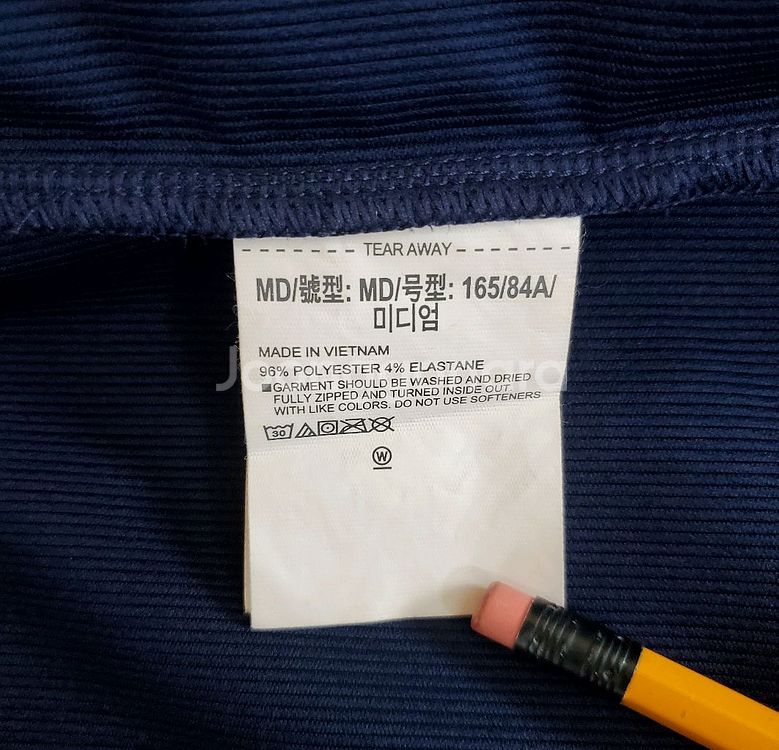 TEAR AWAY
MD/號型: MD/号型: 165/84A/
미디엄
MADE IN VIETNAM
96% POLYESTER 4% ELASTANE
GARMENT SHOULD BE WASHED AND DRIED
FULLY ZIPPED AND TURNED INSIDE OUT.
WITH LIKE COLORS. DO NOT USE SOFTENERS
30
W